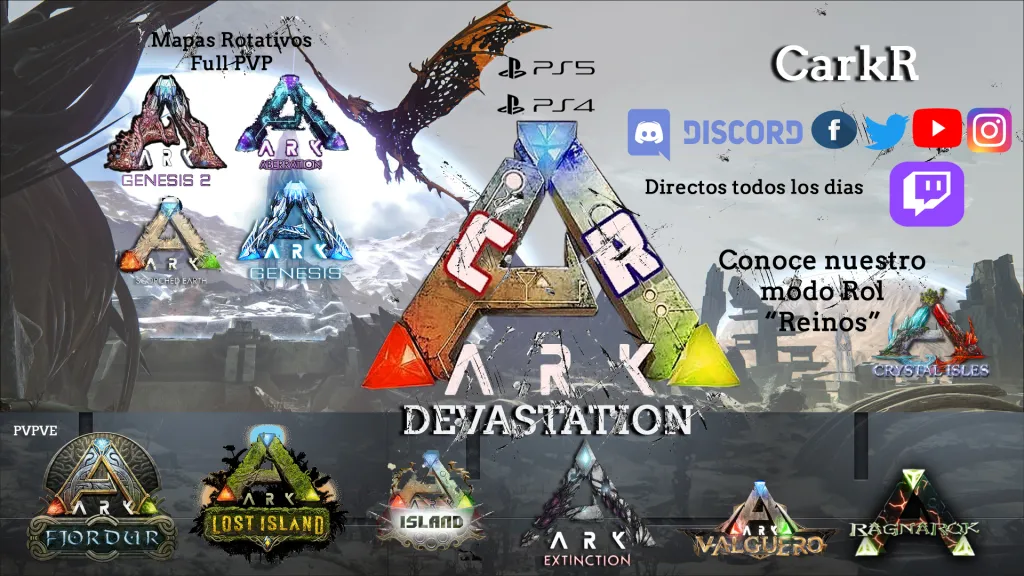 Mapas Rotativos
Full PVP
ARK
GENESIS 2
ARK
ABERRATION
ARK
SCORCHED EARTH
ARK
GENESIS
PS5
PS4
C R
ARK
DEVASTATION
CarkR
DISCORD
Directos todos los dias
Conoce nuestro
modo Rol
“Reinos”
CRYSTAL ISLES
PVPVE
ARK
FJORDUR
ARK
LOST ISLAND
ARK
ISLAND
ARK
EXTINCTION
ARK
VALGUERO
RAGNAROK